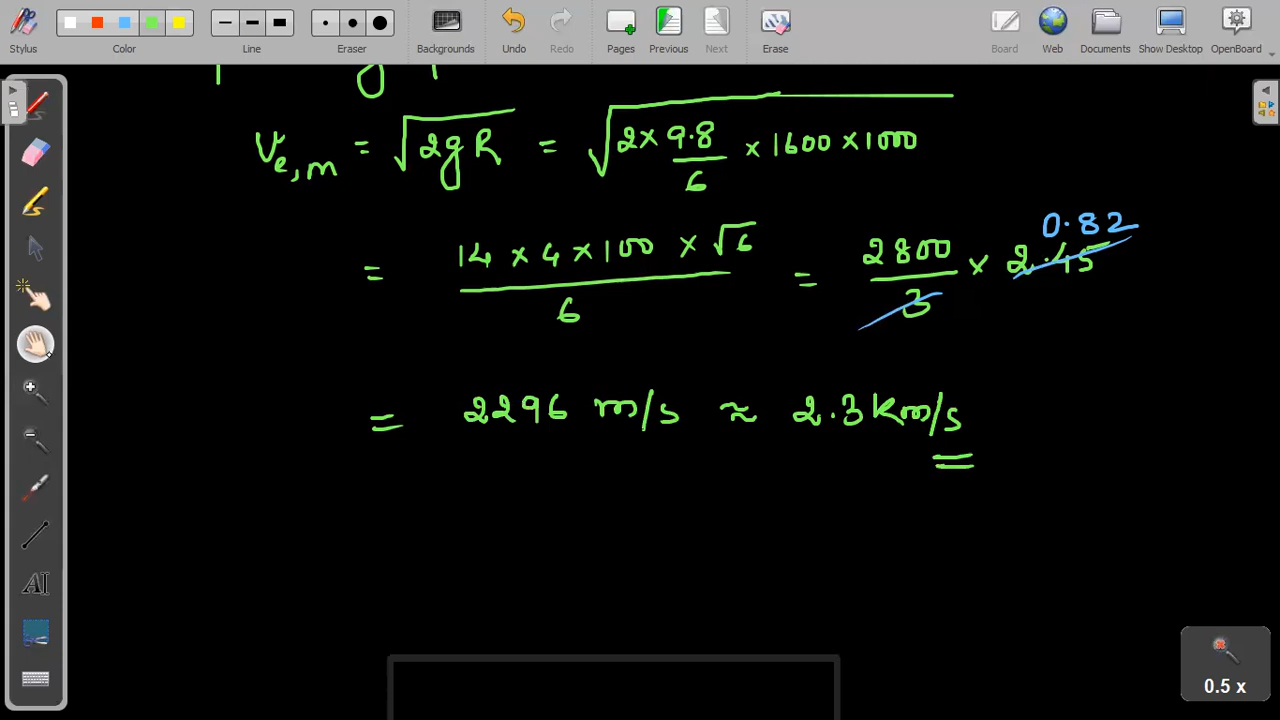 Stylus Color Line Eraser Backgrounds Undo Redo Pages Previous Next Erase Board Web Documents Show Desktop OpenBoard
Ve,m = √2gR = √2 × 9.8/6 × 1600 × 1000
= 14 × 4 × 100 × √6 / 6 = 2800/3 × 2.45 0.82
= 2296 m/s ≈ 2.3 Km/s
0.5 x